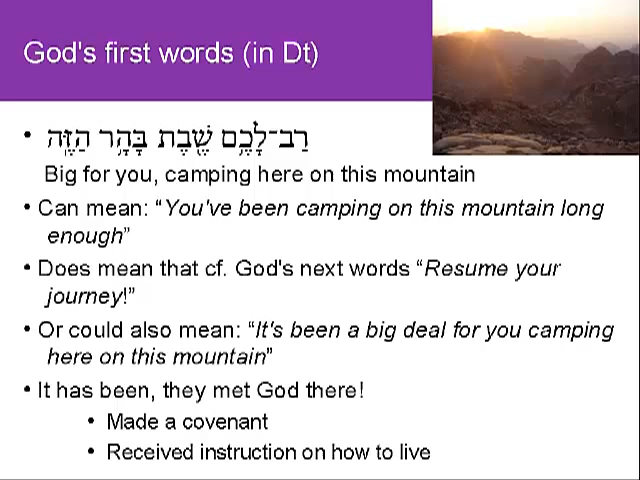 God's first words (in Dt)
• רַב־לָכֶ֥ם שֶׁ֖בֶת בָּהָ֥ר הַזֶּֽה
Big for you, camping here on this mountain
• Can mean: “You've been camping on this mountain long
enough”
• Does mean that cf. God's next words “Resume your
journey!”
• Or could also mean: “It's been a big deal for you camping
here on this mountain”
• It has been, they met God there!
• Made a covenant
• Received instruction on how to live